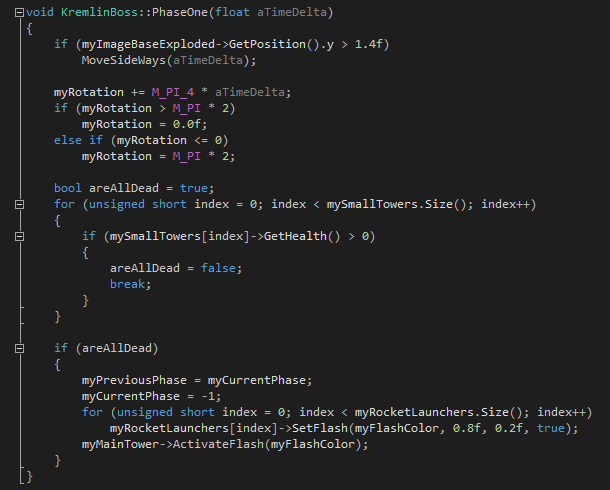 void KremlinBoss::PhaseOne(float aTimeDelta)
{
    if (myImageBaseExploded->GetPosition().y > 1.4f)
        MoveSideWays(aTimeDelta);

    myRotation += M_PI_4 * aTimeDelta;
    if (myRotation > M_PI * 2)
        myRotation = 0.0f;
    else if (myRotation <= 0)
        myRotation = M_PI * 2;

    bool areAllDead = true;
    for (unsigned short index = 0; index < mySmallTowers.Size(); index++)
    {
        if (mySmallTowers[index]->GetHealth() > 0)
        {
            areAllDead = false;
            break;
        }
    }

    if (areAllDead)
    {
        myPreviousPhase = myCurrentPhase;
        myCurrentPhase = -1;
        for (unsigned short index = 0; index < myRocketLaunchers.Size(); index++)
            myRocketLaunchers[index]->SetFlash(myFlashColor, 0.8f, 0.2f, true);
        myMainTower->ActivateFlash(myFlashColor);
    }
}